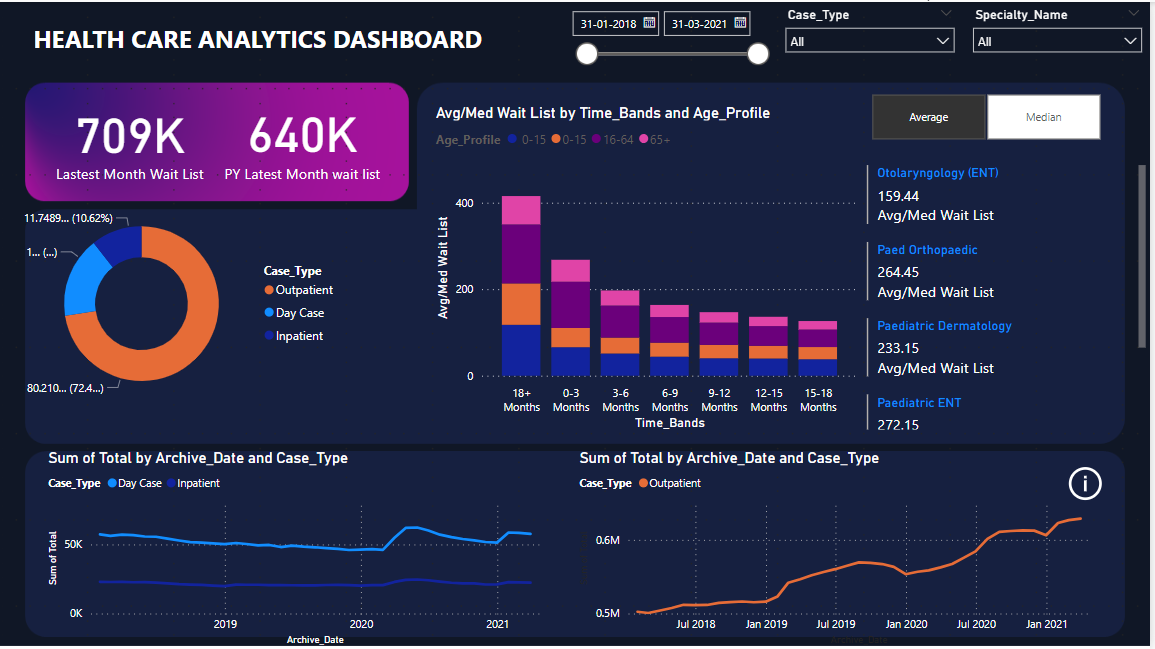 HEALTH CARE ANALYTICS DASHBOARD
31-01-2018
31-03-2021
Case_Type
All
Specialty_Name
All
709K
Lastest Month Wait List
640K
PY Latest Month wait list
11.7489... (10.62%)
1... (...)
80.210... (72.4...)
Case_Type
Outpatient
Day Case
Inpatient
Avg/Med Wait List by Time_Bands and Age_Profile
Age_Profile 0-15 0-15 16-64 65+
Avg/Med Wait List
400
200
0
18+ Months
0-3 Months
3-6 Months
6-9 Months
9-12 Months
12-15 Months
15-18 Months
Time_Bands
Average
Median
Otolaryngology (ENT)
159.44
Avg/Med Wait List
Paed Orthopaedic
264.45
Avg/Med Wait List
Paediatric Dermatology
233.15
Avg/Med Wait List
Paediatric ENT
272.15
Sum of Total by Archive_Date and Case_Type
Case_Type Day Case Inpatient
Sum of Total
50K
0K
2019 2020 2021
Archive_Date
Sum of Total by Archive_Date and Case_Type
Case_Type Outpatient
i
0.6M
0.5M
Jul 2018 Jan 2019 Jul 2019 Jan 2020 Jul 2020 Jan 2021
Archive_Date